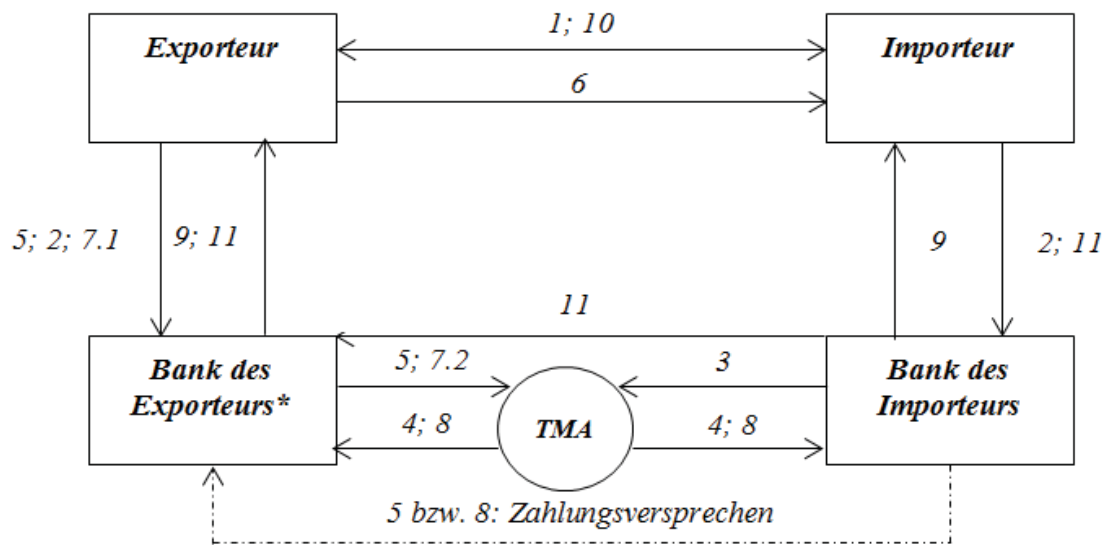 Exporteur
1; 10
Importeur
6
5; 2; 7.1
9; 11
9
2; 11
11
Bank des
Exporteurs*
5; 7.2
TMA
3
Bank des
Importeurs
4; 8
4; 8
5 bzw. 8: Zahlungsversprechen